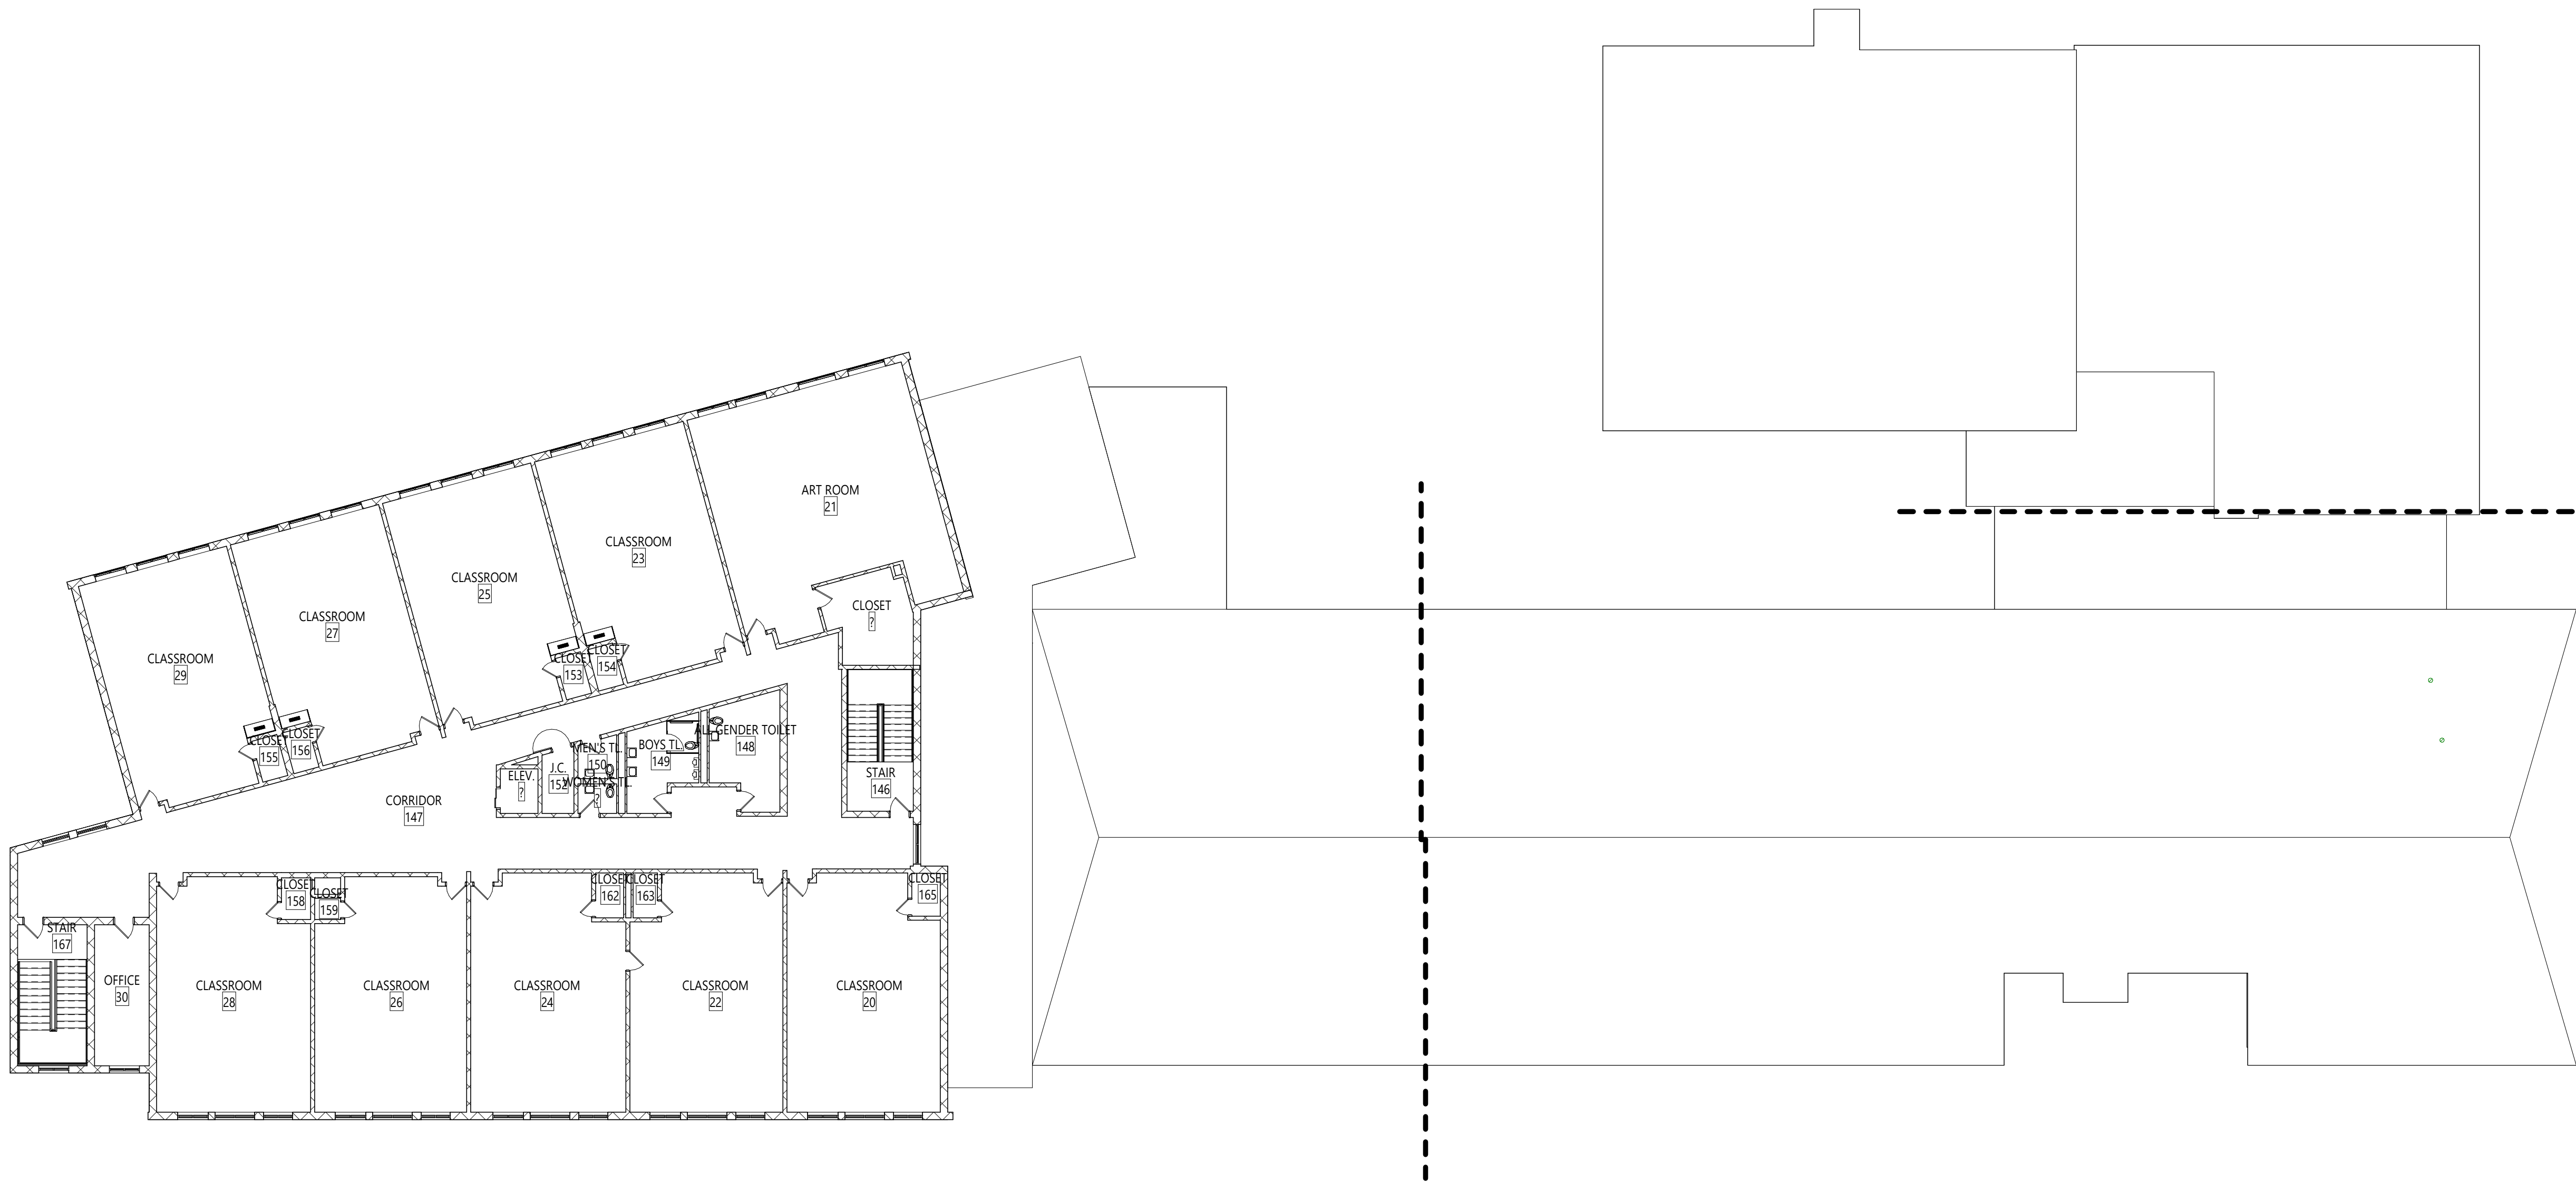 ART ROOM
21
CLASSROOM
23
CLASSROOM
25
CLASSROOM
27
CLASSROOM
29
CLOSET
?
CLOSET
153
CLOSET
154
CLOSET
155
CLOSET
156
ALL GENDER TOILET
148
BOYS TL.
149
MEN'S TL.
150
WOMEN'S TL.
?
J.C.
152
ELEV.
?
STAIR
146
CORRIDOR
147
CLOSET
158
CLOSET
159
CLOSET
162
CLOSET
163
CLOSET
165
STAIR
167
OFFICE
30
CLASSROOM
28
CLASSROOM
26
CLASSROOM
24
CLASSROOM
22
CLASSROOM
20